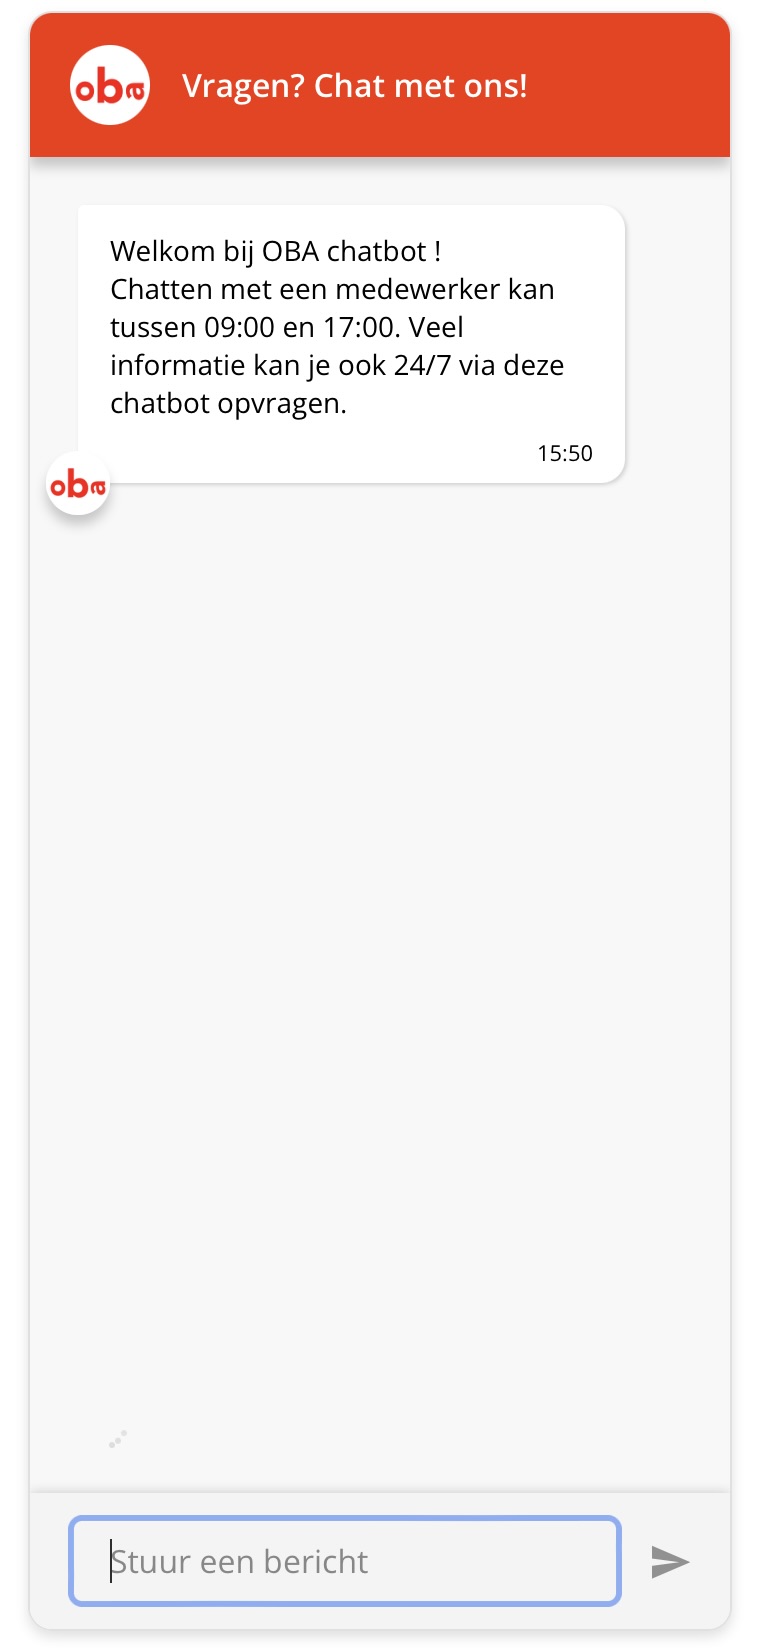 oba
Vragen? Chat met ons!
Welkom bij OBA chatbot !
Chatten met een medewerker kan
tussen 09:00 en 17:00. Veel
informatie kan je ook 24/7 via deze
chatbot opvragen.
15:50
oba
Stuur een bericht